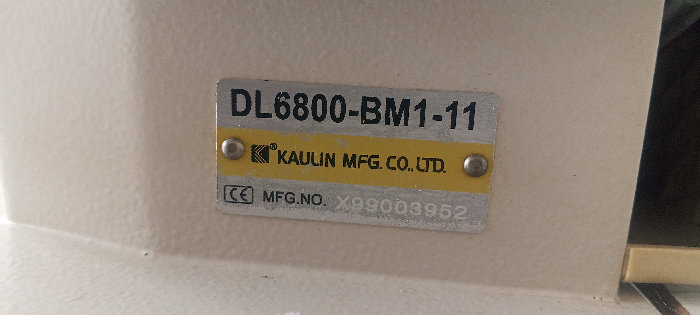 DL6800-BM1-11
® KAULIN MFG. CO., LTD.
CE MFG.NO. X99003952